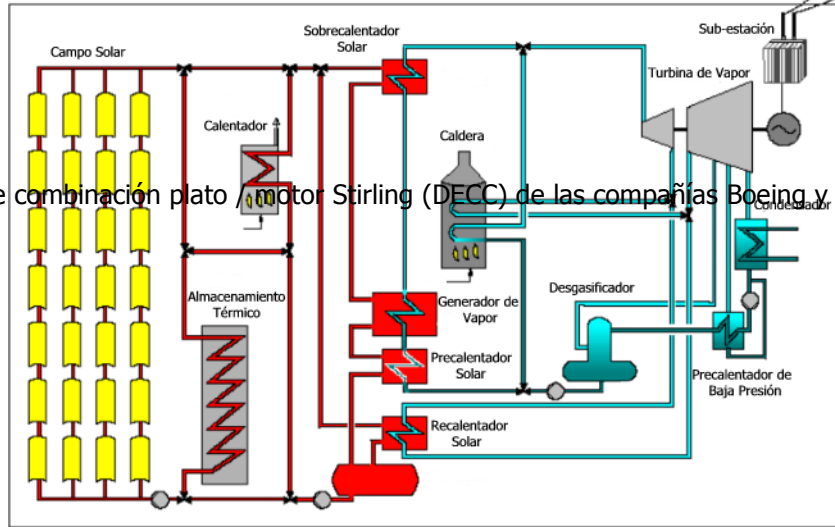 Sub-estación
Sobrecalentador
Solar
Campo Solar
Turbina de Vapor
Calentador
Caldera
e combinación plato / motor Stirling (DECC) de las compañías Boeing y
Condensador
Almacenamiento
Térmico
Generador de
Vapor
Desgasificador
Precalentador
Solar
Precalentador de
Baja Presión
Recalentador
Solar